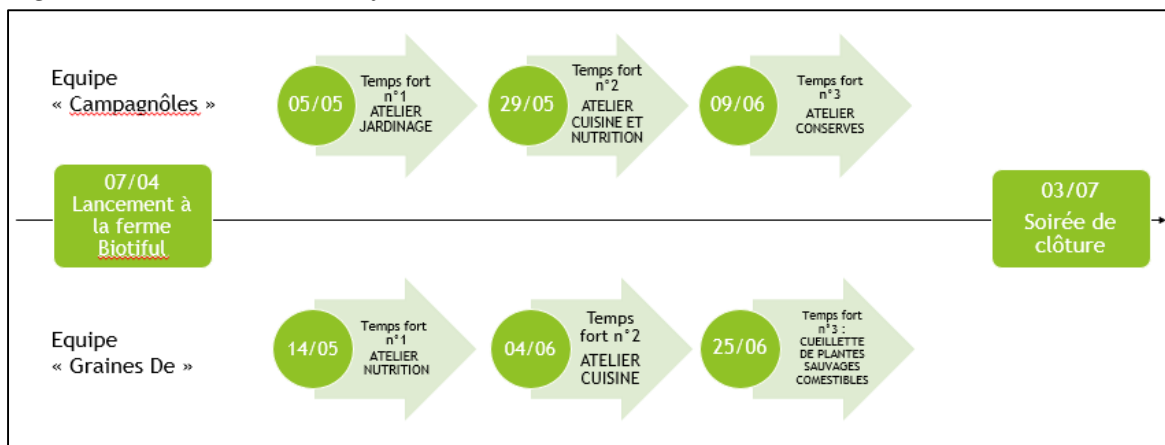 Equipe
« Campagnôles »
05/05
Temps fort
n°1
ATELIER
JARDINAGE
29/05
Temps fort
n°2
ATELIER
CUISINE ET
NUTRITION
09/06
Temps fort
n°3
ATELIER
CONSERVES
07/04
Lancement à
la ferme
Biotiful
03/07
Soirée de
clôture
Equipe
« Graines De »
14/05
Temps fort
n°1
ATELIER
NUTRITION
04/06
Temps
fort n°2
ATELIER
CUISINE
25/06
Temps fort
n°3 :
CUEILLETTE
DE PLANTES
SAUVAGES
COMESTIBLES